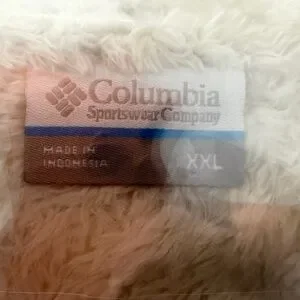 Columbia
Sportswear Company
MADE IN
INDONESIA
XXL